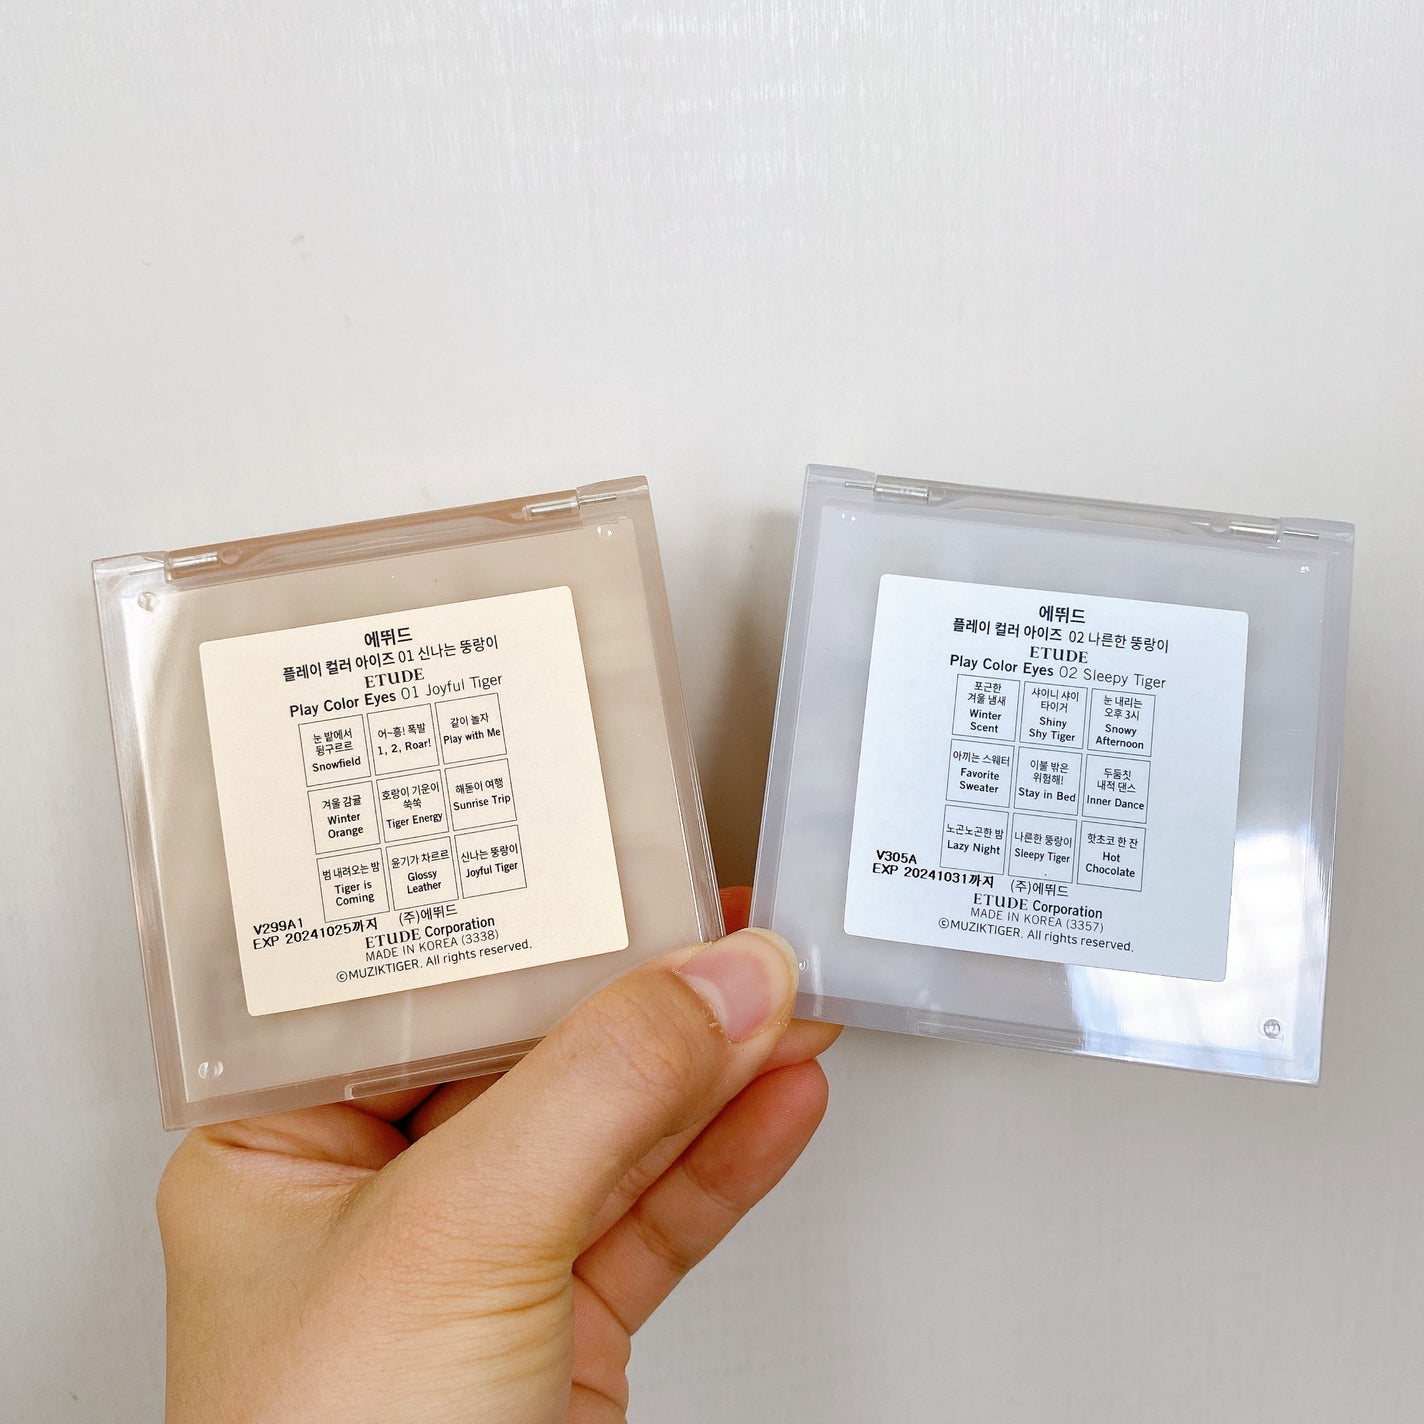 에뛰드
플레이 컬러 아이즈 01 신나는 뚱랑이
ETUDE
Play Color Eyes 01 Joyful Tiger
눈 밭에서
뒹구르르
Snowfield
어~흥! 폭발
1, 2, Roar!
같이 놀자
Play with Me
겨울 감귤
Winter
Orange
호랑이 기운이
쑥쑥
Tiger Energy
해돋이 여행
Sunrise Trip
범 내려오는 밤
Tiger is
Coming
윤기가 차르르
Glossy
Leather
신나는 뚱랑이
Joyful Tiger
V299A1
EXP 20241025까지
(주)에뛰드
ETUDE Corporation
MADE IN KOREA (3338)
©MUZIKTIGER. All rights reserved.
에뛰드
플레이 컬러 아이즈 02 나른한 뚱랑이
ETUDE
Play Color Eyes 02 Sleepy Tiger
포근한
겨울 냄새
Winter
Scent
샤이니 샤이
타이거
Shiny
Shy Tiger
눈 내리는
오후 3시
Snowy
Afternoon
아끼는 스웨터
Favorite
Sweater
이불 밖은
위험해!
Stay in Bed
두둠칫
내적 댄스
Inner Dance
노곤노곤한 밤
Lazy Night
나른한 뚱랑이
Sleepy Tiger
핫초코 한 잔
Hot
Chocolate
V305A
EXP 20241031까지
(주)에뛰드
ETUDE Corporation
MADE IN KOREA (3357)
©MUZIKTIGER. All rights reserved.